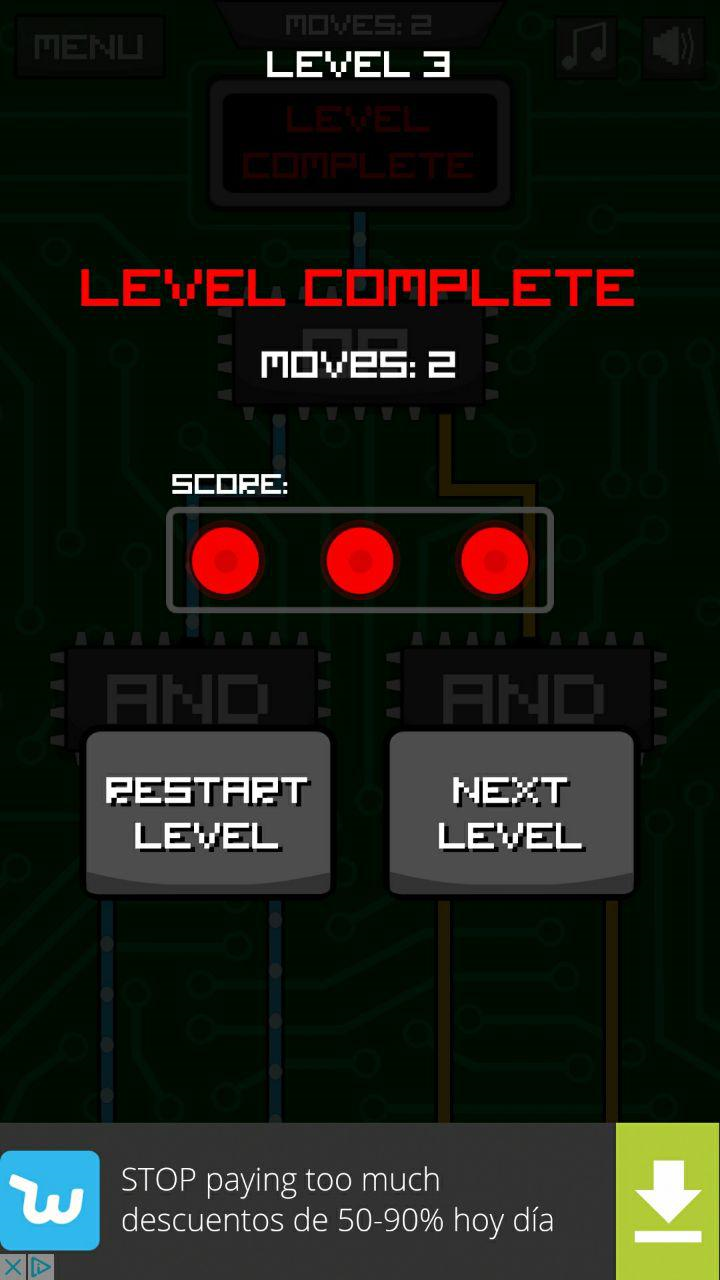 MENU
MOVES: 2
LEVEL 3
LEVEL
COMPLETE
LEVEL COMPLETE
OR
MOVES: 2
SCORE:
AND
AND
RESTART
LEVEL
NEXT
LEVEL
STOP paying too much
descuentos de 50-90% hoy día